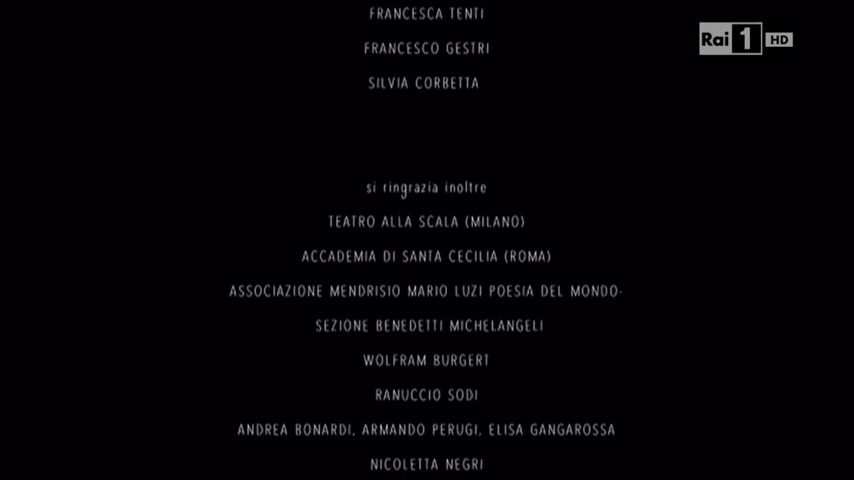 FRANCESCA TENTI
Rai 1 HD
FRANCESCO GESTRI
SILVIA CORBETTA
si ringrazia inoltre
TEATRO ALLA SCALA (MILANO)
ACCADEMIA DI SANTA CECILIA (ROMA)
ASSOCIAZIONE MENDRISIO MARIO LUZI POESIA DEL MONDO-
SEZIONE BENEDETTI MICHELANGELI
WOLFRAM BURGERT
RANUCCIO SODI
ANDREA BONARDI, ARMANDO PERUGI, ELISA GANGAROSSA
NICOLETTA NEGRI